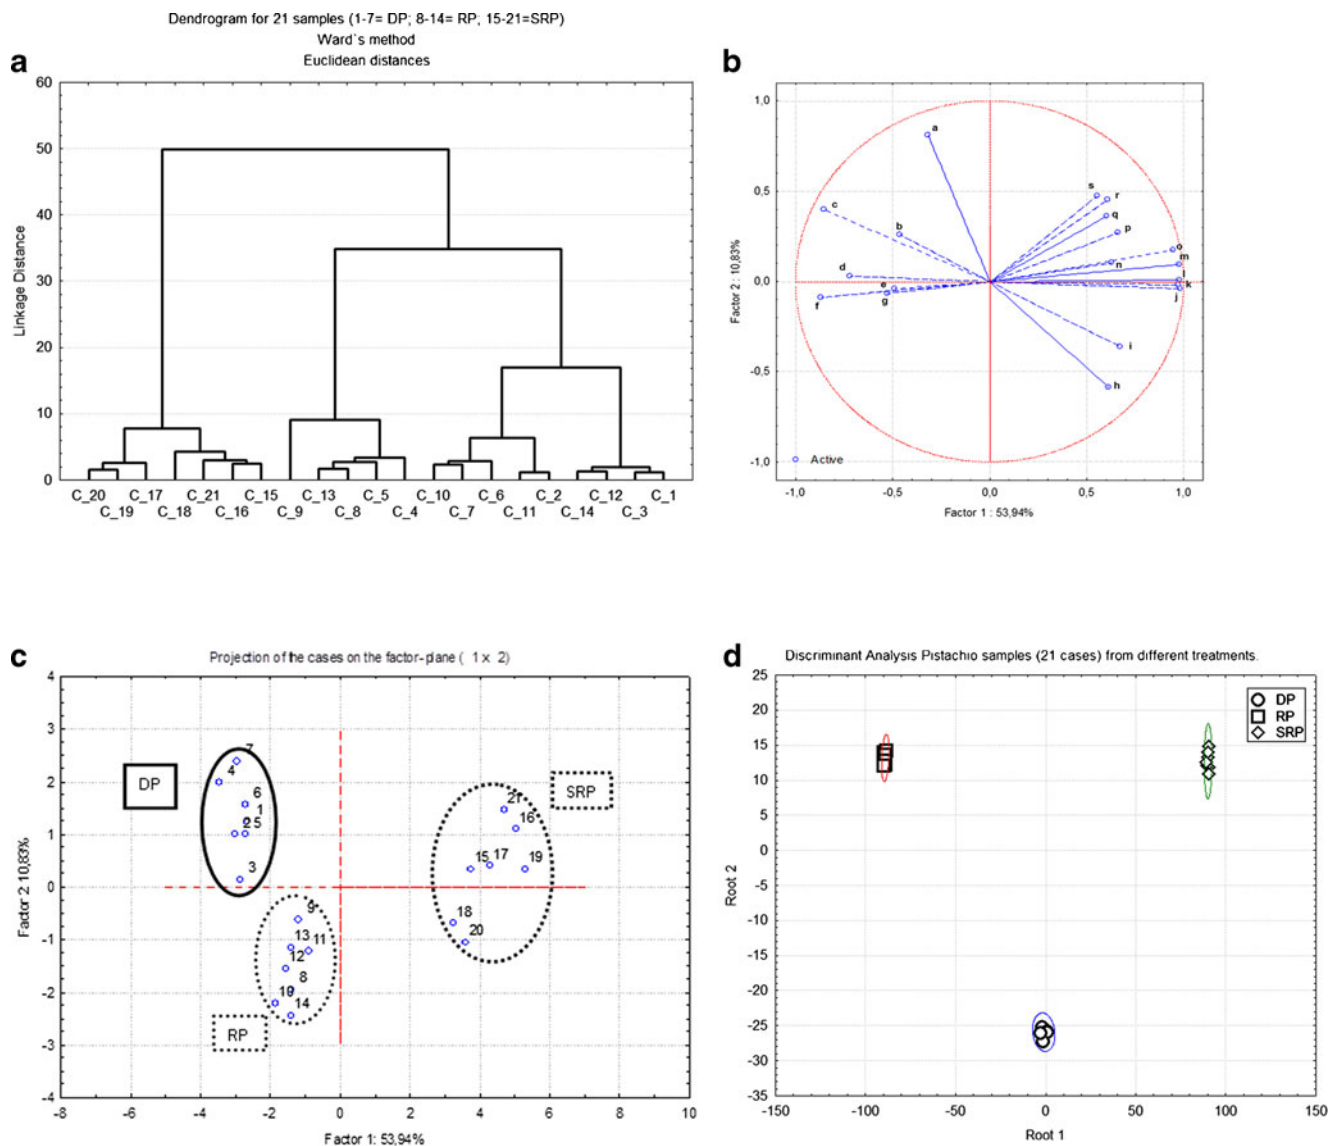 Dendrogram for 21 samples (1-7= DP; 8-14= RP; 15-21=SRP)
Ward`s method
Euclidean distances
a
60
50
40
30
20
10
0
Linkage Distance
C_20 C_17 C_21 C_15 C_13 C_5 C_10 C_6 C_2 C_12 C_1
C_19 C_18 C_16 C_9 C_8 C_4 C_7 C_11 C_14 C_3
b
1,0
0,5
0,0
-0,5
-1,0
Factor 2 : 10,83%
a
s
r
c
q
b
p
o
m
n
d
e
k
f
g
j
i
h
Active
-1,0 -0,5 0,0 0,5 1,0
Factor 1 : 53,94%
c
Projection of the cases on the factor-plane ( 1 x 2)
4
3
2
1
0
-1
-2
-3
-4
Factor 2: 10,83%
DP
7
4
6
1
2 5
3
SRP
21
16
15 17 19
18
20
9
13 11
12
8
10
14
RP
-8 -6 -4 -2 0 2 4 6 8 10
Factor 1: 53,94%
d
Discriminant Analysis Pistachio samples (21 cases) from different treatments.
25
20
15
10
5
0
-5
-10
-15
-20
-25
-30
-35
Root 2
DP
RP
SRP
-150 -100 -50 0 50 100 150
Root 1